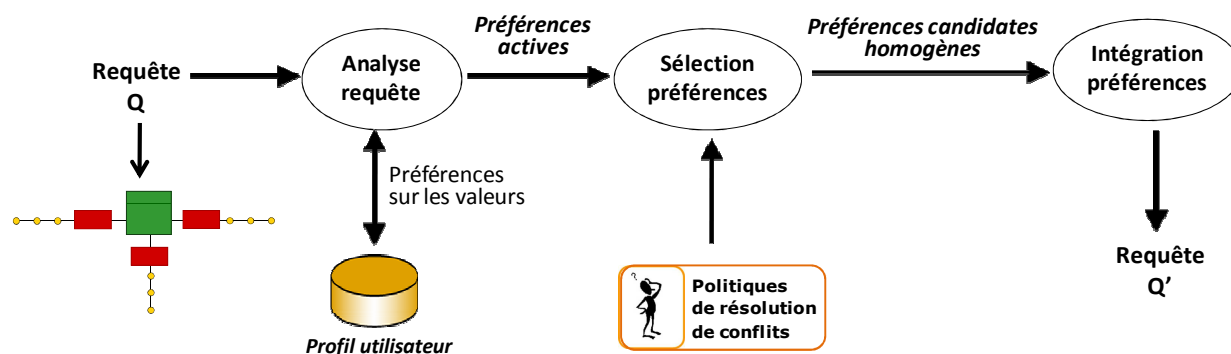 Requête
Q
Analyse
requête
Préférences
actives
Sélection
préférences
Préférences candidates
homogènes
Intégration
préférences
Préférences
sur les valeurs
Profil utilisateur
?
Politiques
de résolution
de conflits
Requête
Q’